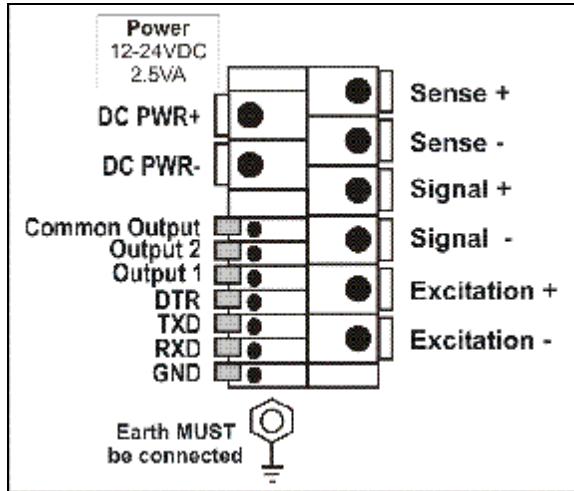 Power
12-24VDC
2.5VA
DC PWR+
DC PWR-
Common Output
Output 2
Output 1
DTR
TXD
RXD
GND
Sense +
Sense -
Signal +
Signal -
Excitation +
Excitation -
Earth MUST
be connected